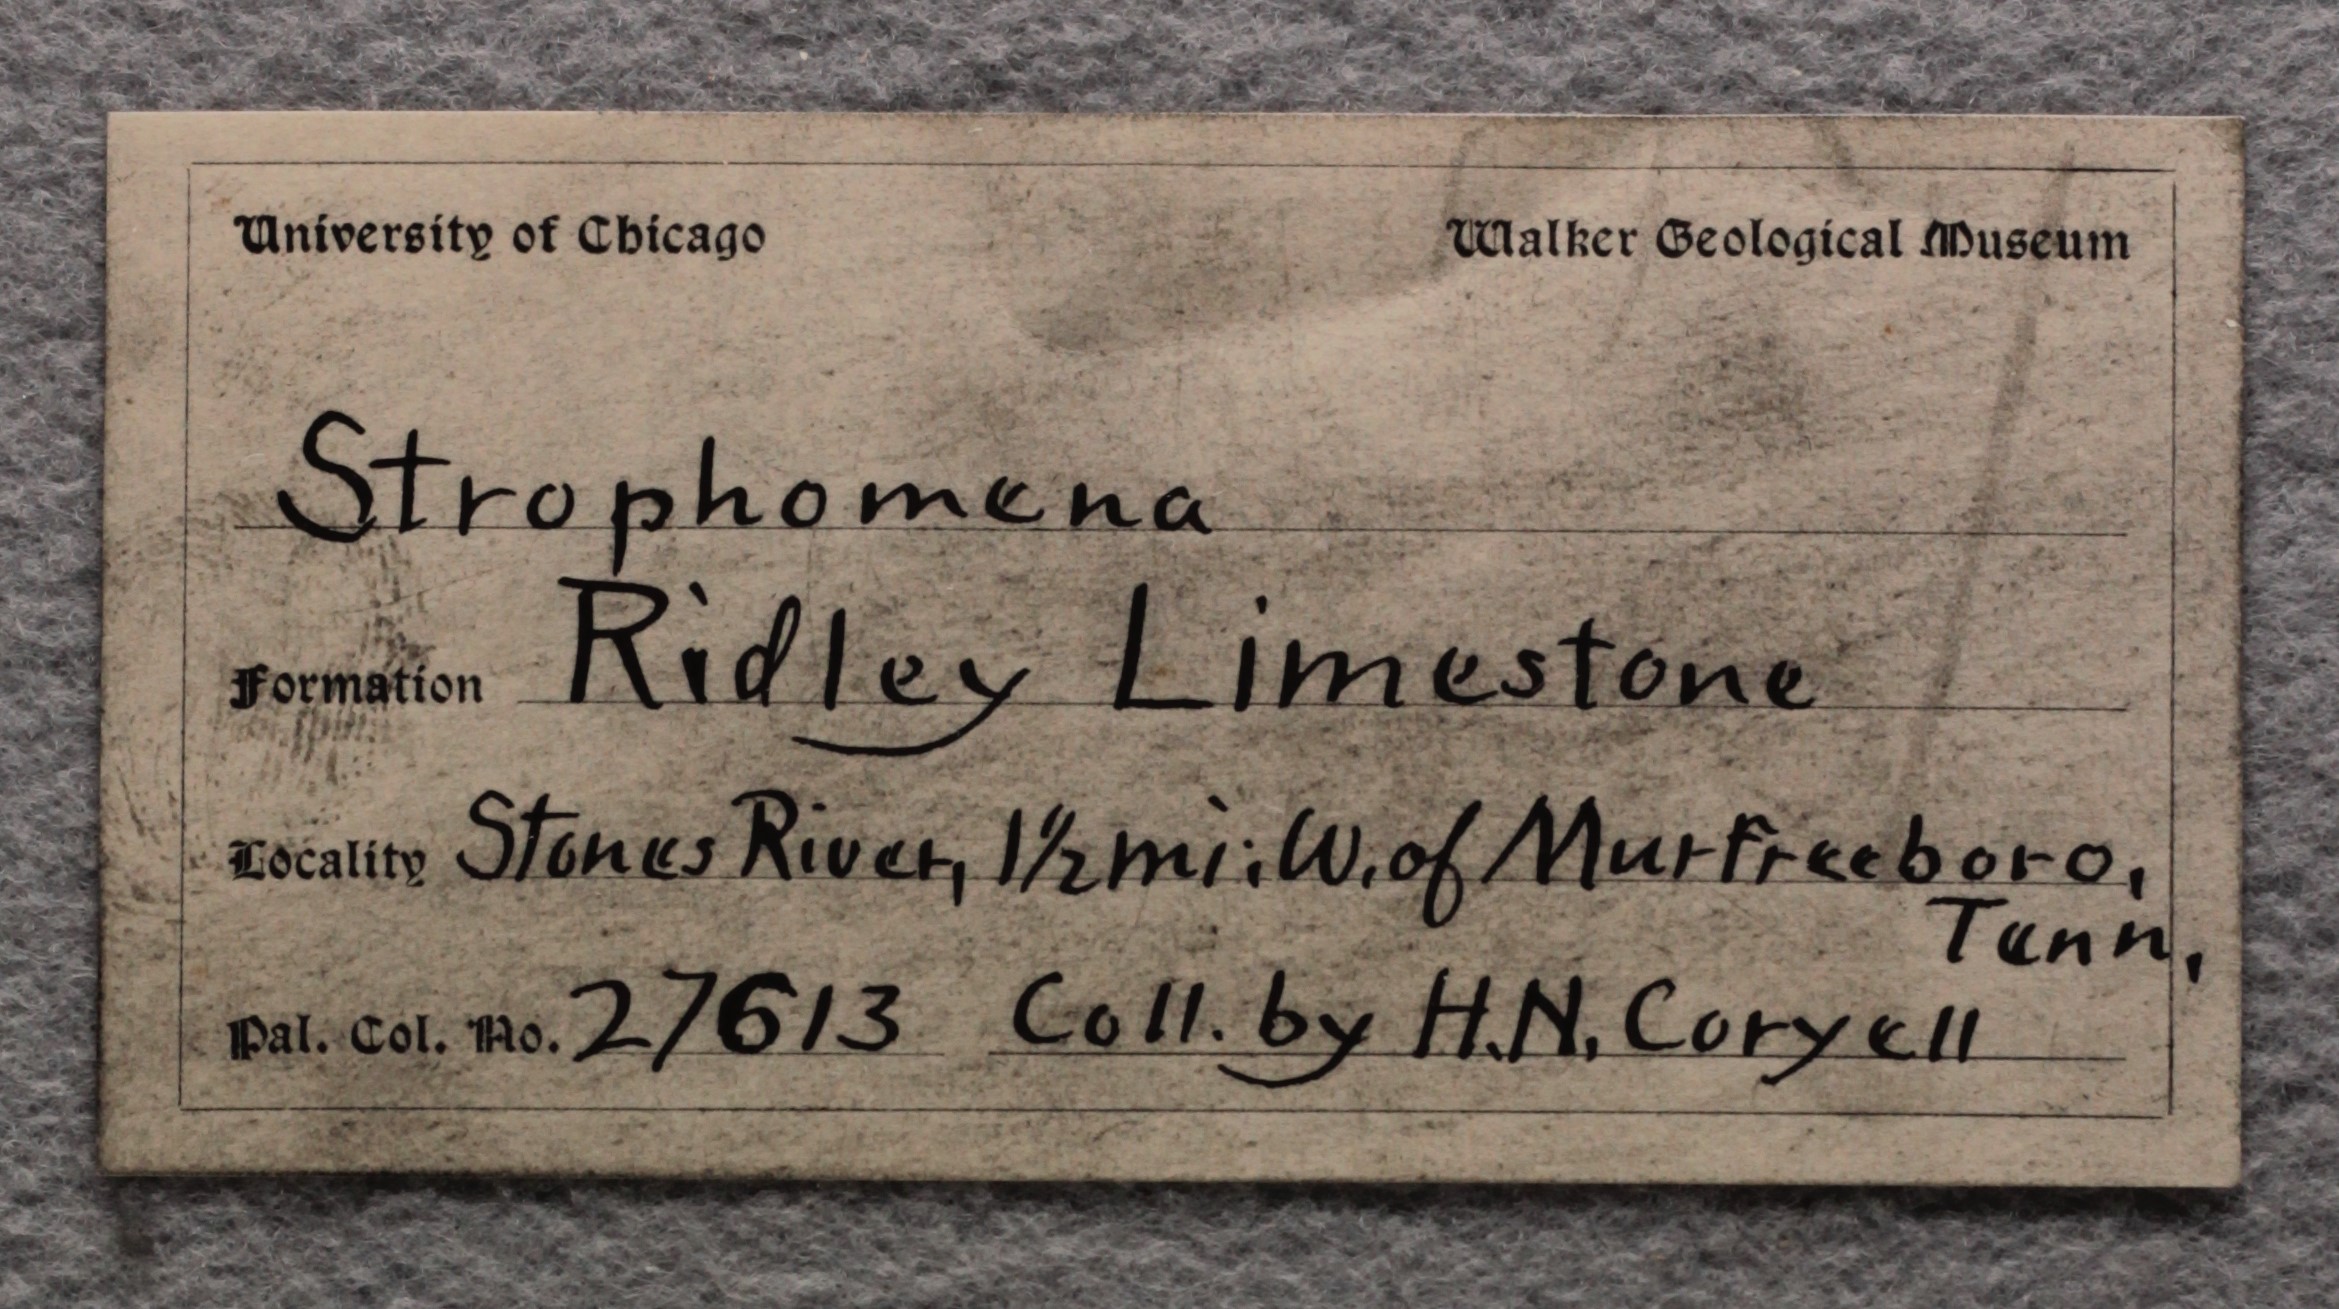 University of Chicago Walker Geological Museum
Strophomena
Formation Ridley Limestone
Locality Stones River, 1½ mi. W. of Murfreeboro,
Tenn.
Pal. Col. No. 27613 Coll. by H.N. Coryell